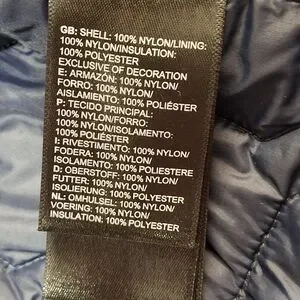 GB: SHELL: 100% NYLON/LINING:
100% NYLON/INSULATION:
100% POLYESTER
EXCLUSIVE OF DECORATION
E: ARMAZÓN: 100% NYLON/
FORRO: 100% NYLON/
AISLAMIENTO: 100% POLIÉSTER
P: TECIDO PRINCIPAL:
100% NYLON/FORRO:
100% NYLON/ISOLAMENTO:
100% POLIÉSTER
I: RIVESTIMENTO: 100% NYLON/
FODERA: 100% NYLON/
ISOLAMENTO: 100% POLIESTERE
D: OBERSTOFF: 100% NYLON/
FUTTER: 100% NYLON/
ISOLIERUNG: 100% POLYESTER
NL: OMHULSEL: 100% NYLON/
VOERING: 100% NYLON/
INSULATION: 100% POLYESTER